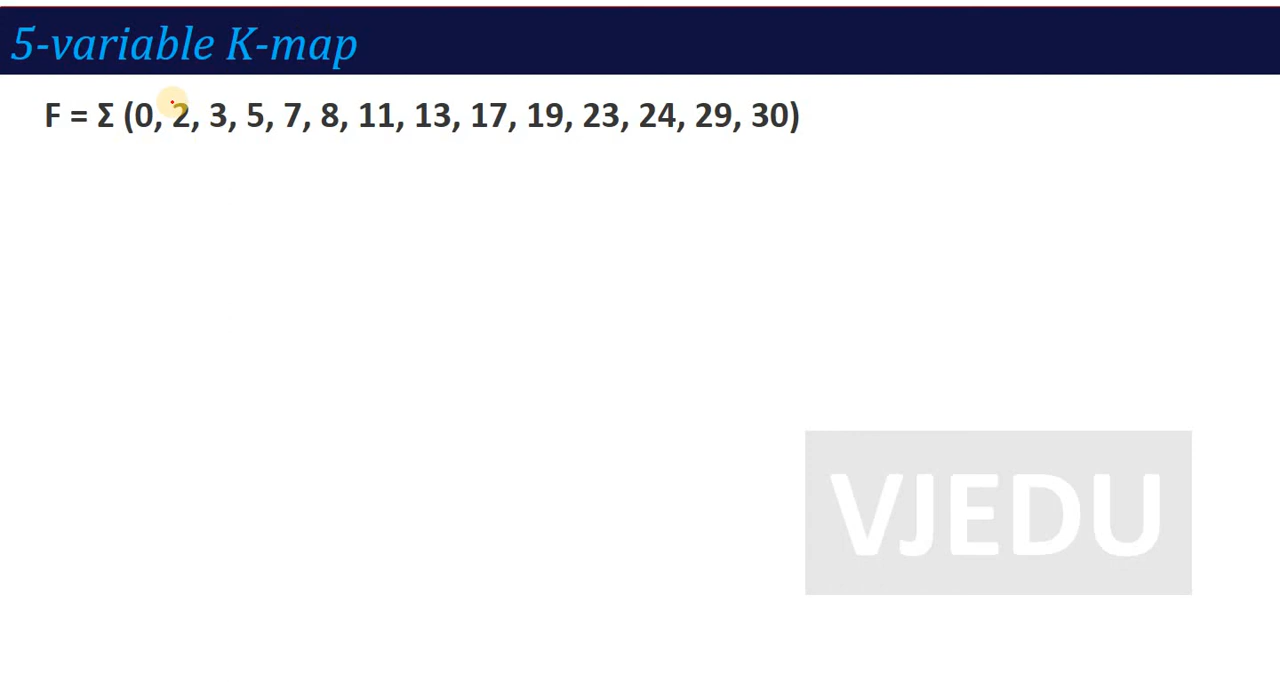 5-variable K-map
F = Σ (0, 2, 3, 5, 7, 8, 11, 13, 17, 19, 23, 24, 29, 30)
VJEDU